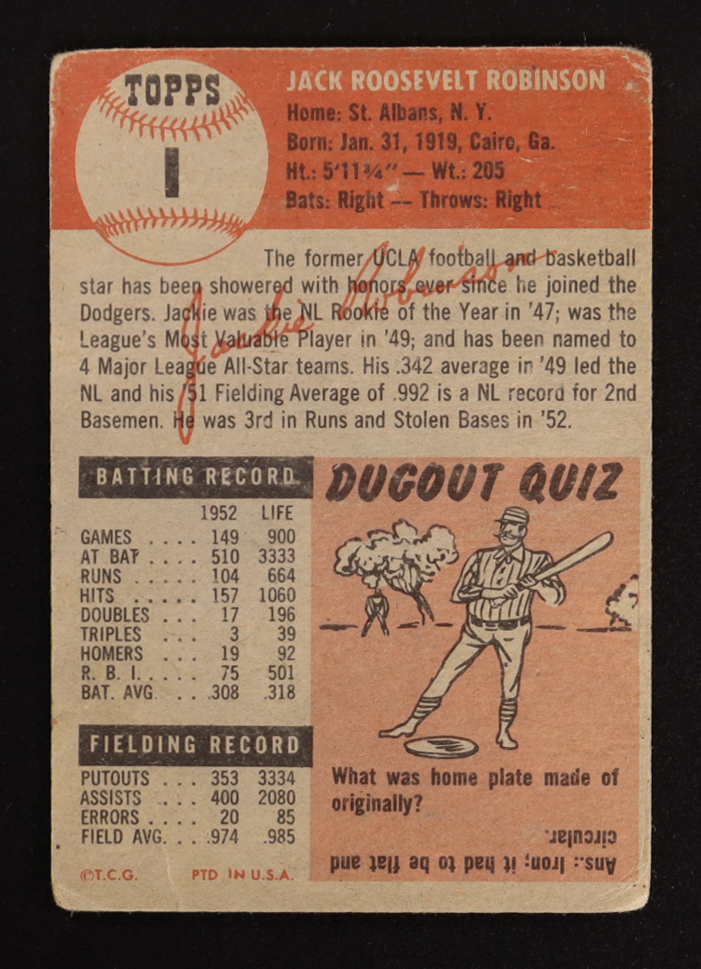 TOPPS
1
JACK ROOSEVELT ROBINSON
Home: St. Albans, N. Y.
Born: Jan. 31, 1919, Cairo, Ga.
Ht.: 5'11¾" — Wt.: 205
Bats: Right -- Throws: Right
The former UCLA football and basketball
star has been showered with honors ever since he joined the
Dodgers. Jackie was the NL Rookie of the Year in '47; was the
League's Most Valuable Player in '49; and has been named to
4 Major League All-Star teams. His .342 average in '49 led the
NL and his '51 Fielding Average of .992 is a NL record for 2nd
Basemen. He was 3rd in Runs and Stolen Bases in '52.
Jackie Robinson
BATTING RECORD
1952 LIFE
GAMES .... 149 900
AT BAT .... 510 3333
RUNS ..... 104 664
HITS ..... 157 1060
DOUBLES ... 17 196
TRIPLES ... 3 39
HOMERS ... 19 92
R. B. I..... 75 501
BAT. AVG. ... .308 .318
FIELDING RECORD
PUTOUTS ... 353 3334
ASSISTS ... 400 2080
ERRORS ... 20 85
FIELD AVG. .. .974 .985
©T.C.G. PTD IN U.S.A.
DUGOUT QUIZ
What was home plate made of
originally?
Ans.: Iron; it had to be flat and
circular.